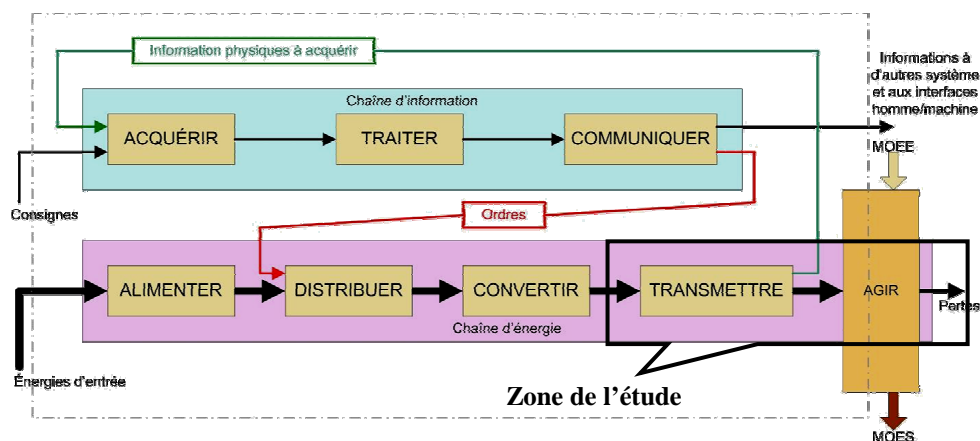 Information physiques à acquérir
Informations à
d'autres système
et aux interfaces
homme/machine
Chaîne d'information
ACQUÉRIR
TRAITER
COMMUNIQUER
MOEE
Consignes
Ordres
ALIMENTER
DISTRIBUER
CONVERTIR
TRANSMETTRE
AGIR
Pertes
Chaîne d'énergie
Énergies d'entrée
Zone de l'étude
MOES